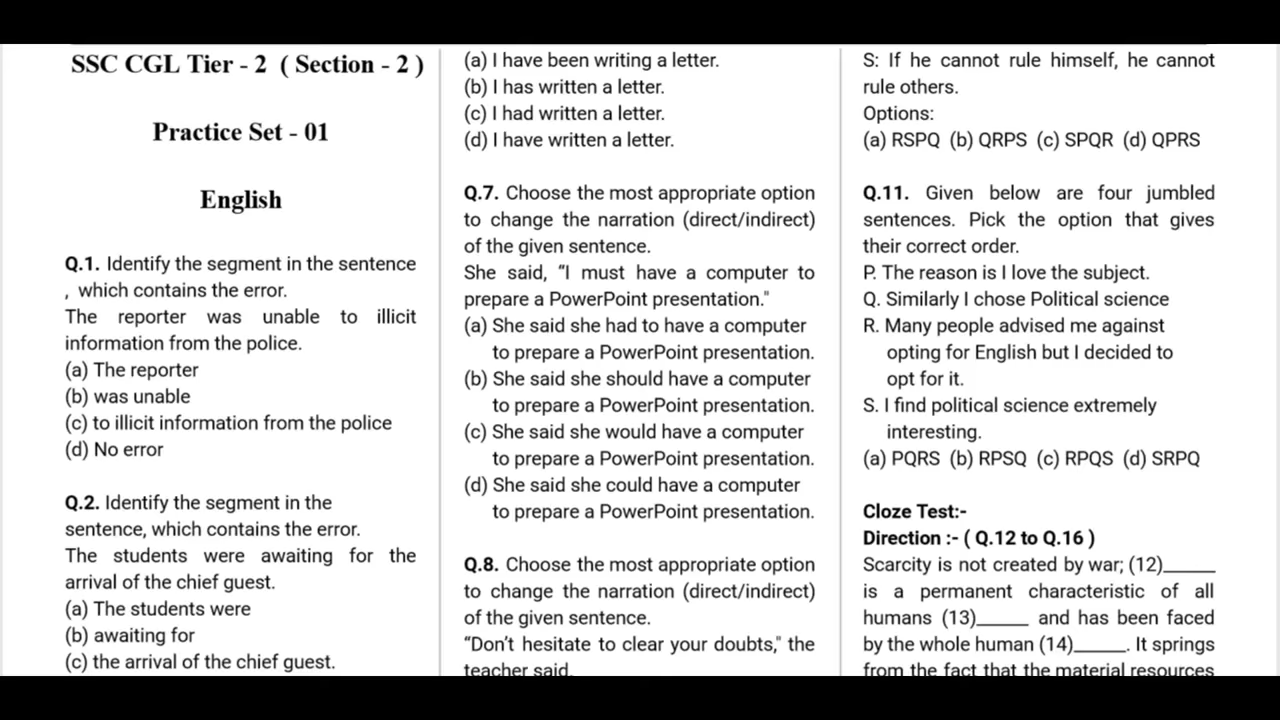 SSC CGL Tier - 2 ( Section - 2 )
Practice Set - 01
English
Q.1. Identify the segment in the sentence
, which contains the error.
The reporter was unable to illicit
information from the police.
(a) The reporter
(b) was unable
(c) to illicit information from the police
(d) No error
Q.2. Identify the segment in the
sentence, which contains the error.
The students were awaiting for the
arrival of the chief guest.
(a) The students were
(b) awaiting for
(c) the arrival of the chief guest.
(a) I have been writing a letter.
(b) I has written a letter.
(c) I had written a letter.
(d) I have written a letter.
Q.7. Choose the most appropriate option
to change the narration (direct/indirect)
of the given sentence.
She said, “I must have a computer to
prepare a PowerPoint presentation."
(a) She said she had to have a computer
to prepare a PowerPoint presentation.
(b) She said she should have a computer
to prepare a PowerPoint presentation.
(c) She said she would have a computer
to prepare a PowerPoint presentation.
(d) She said she could have a computer
to prepare a PowerPoint presentation.
Q.8. Choose the most appropriate option
to change the narration (direct/indirect)
of the given sentence.
“Don’t hesitate to clear your doubts," the
teacher said.
S: If he cannot rule himself, he cannot
rule others.
Options:
(a) RSPQ (b) QRPS (c) SPQR (d) QPRS
Q.11. Given below are four jumbled
sentences. Pick the option that gives
their correct order.
P. The reason is I love the subject.
Q. Similarly I chose Political science
R. Many people advised me against
opting for English but I decided to
opt for it.
S. I find political science extremely
interesting.
(a) PQRS (b) RPSQ (c) RPQS (d) SRPQ
Cloze Test:-
Direction :- ( Q.12 to Q.16 )
Scarcity is not created by war; (12)_____
is a permanent characteristic of all
humans (13)_____ and has been faced
by the whole human (14)_____. It springs
from the fact that the material resources